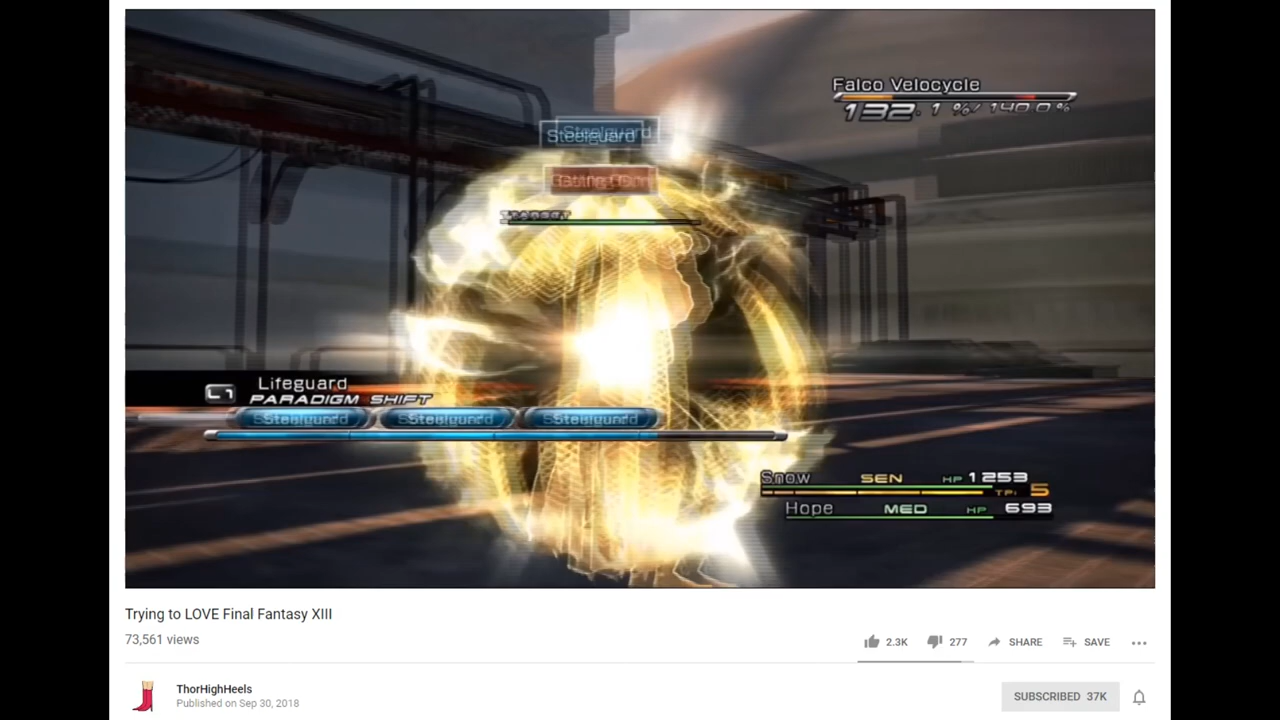 Falco Velocycle
132.1%/140.0%
Steelguard
TARGET
L1 Lifeguard
PARADIGM SHIFT
Steelguard Steelguard Steelguard
Snow SEN HP 1253
TP: 5
Hope MED HP 693
Trying to LOVE Final Fantasy XIII
73,561 views
2.3K 277 SHARE SAVE
ThorHighHeels
Published on Sep 30, 2018
SUBSCRIBED 37K